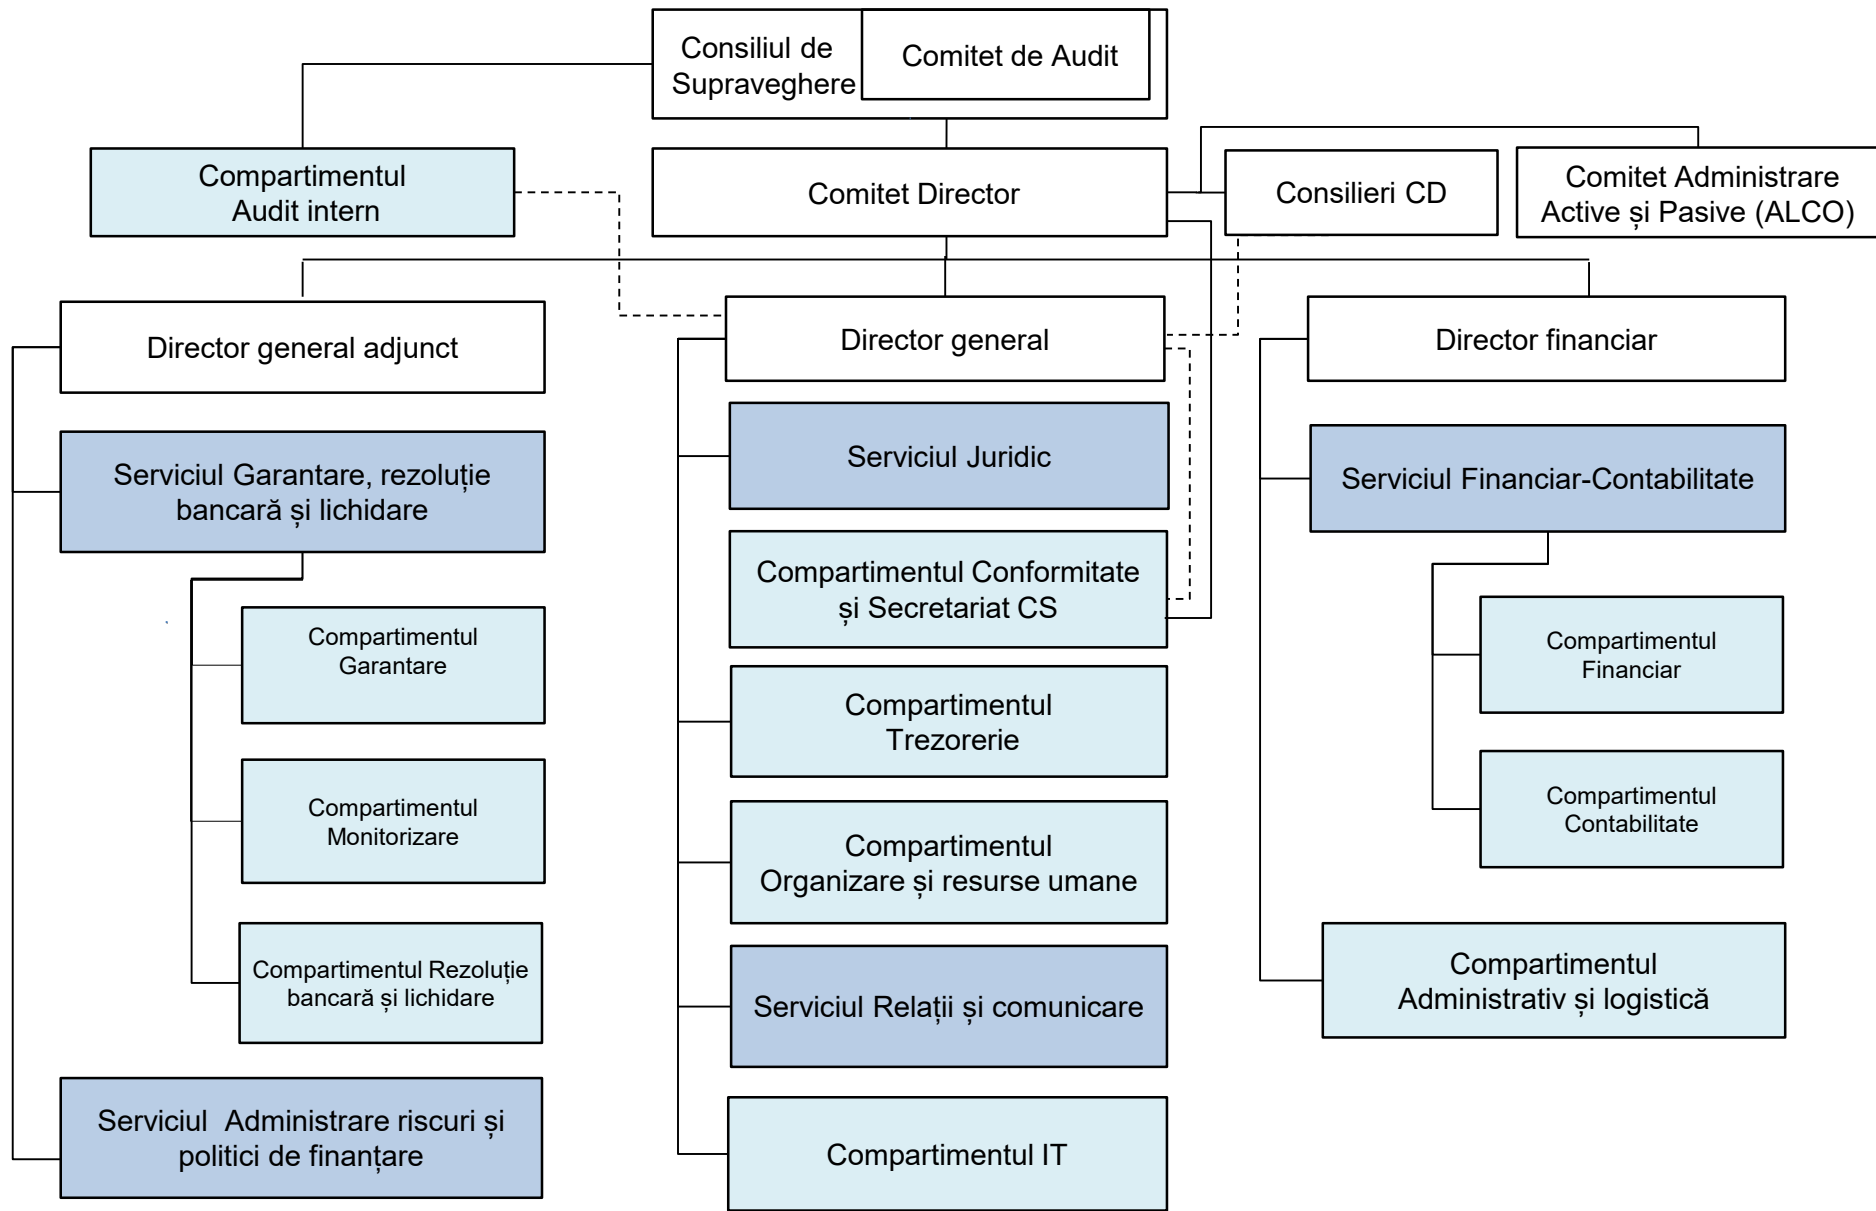 Consiliul de
Supraveghere
Comitet de Audit
Compartimentul
Audit intern
Comitet Director
Consilieri CD
Comitet Administrare
Active și Pasive (ALCO)
Director general adjunct
Director general
Director financiar
Serviciul Garantare, rezoluție
bancară și lichidare
Compartimentul
Garantare
Compartimentul
Monitorizare
Compartimentul Rezoluție
bancară și lichidare
Serviciul Administrare riscuri și
politici de finanțare
Serviciul Juridic
Compartimentul Conformitate
și Secretariat CS
Compartimentul
Trezorerie
Compartimentul
Organizare și resurse umane
Serviciul Relații și comunicare
Compartimentul IT
Serviciul Financiar-Contabilitate
Compartimentul
Financiar
Compartimentul
Contabilitate
Compartimentul
Administrativ și logistică